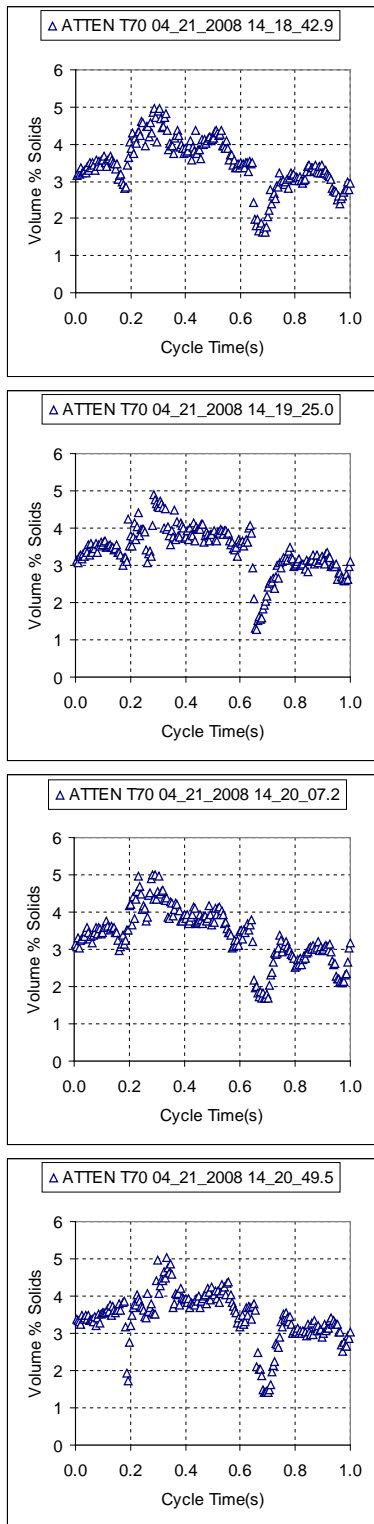 ATTEN T70 04_21_2008 14_18_42.9
6
5
4
3
2
1
0
Volume % Solids
0.0 0.2 0.4 0.6 0.8 1.0
Cycle Time(s)
ATTEN T70 04_21_2008 14_19_25.0
6
5
4
3
2
1
0
Volume % Solids
0.0 0.2 0.4 0.6 0.8 1.0
Cycle Time(s)
ATTEN T70 04_21_2008 14_20_07.2
6
5
4
3
2
1
0
Volume % Solids
0.0 0.2 0.4 0.6 0.8 1.0
Cycle Time(s)
ATTEN T70 04_21_2008 14_20_49.5
6
5
4
3
2
1
0
Volume % Solids
0.0 0.2 0.4 0.6 0.8 1.0
Cycle Time(s)